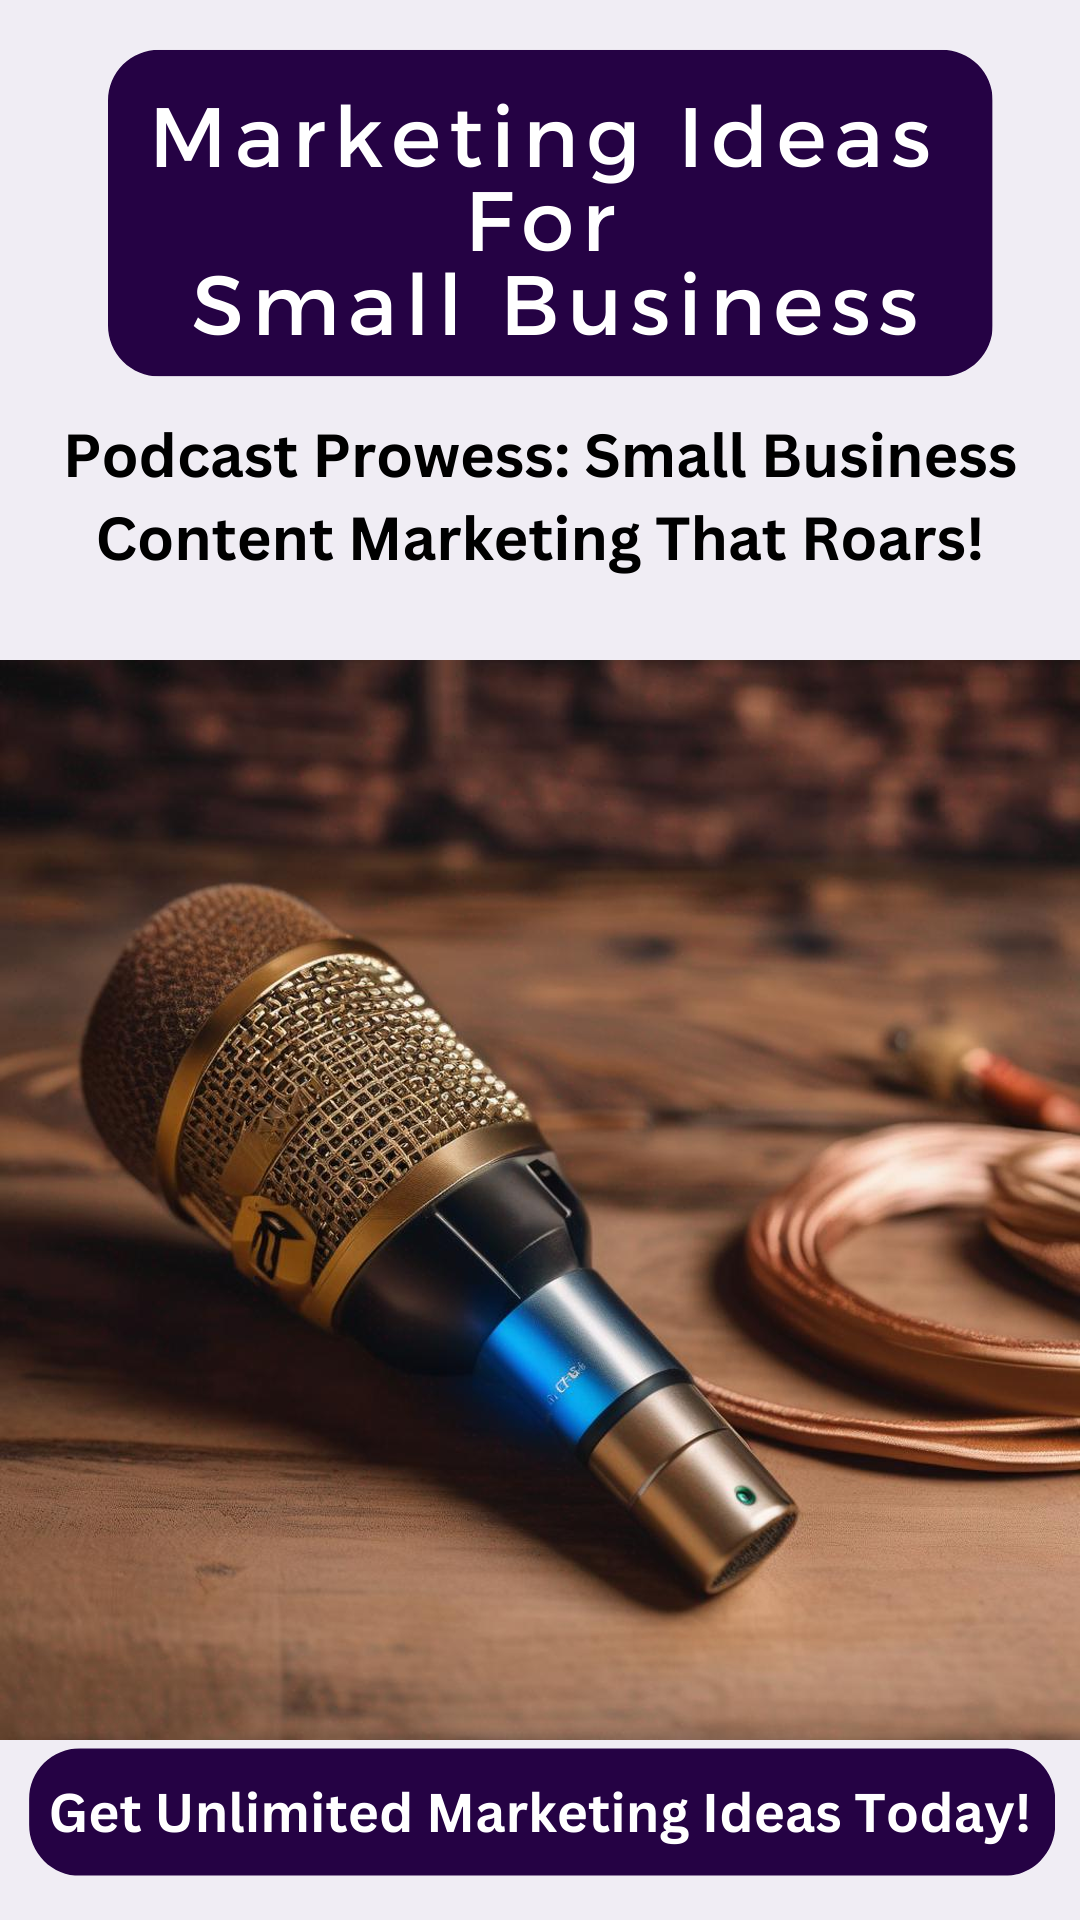 Marketing Ideas
For
Small Business
Podcast Prowess: Small Business
Content Marketing That Roars!
Get Unlimited Marketing Ideas Today!